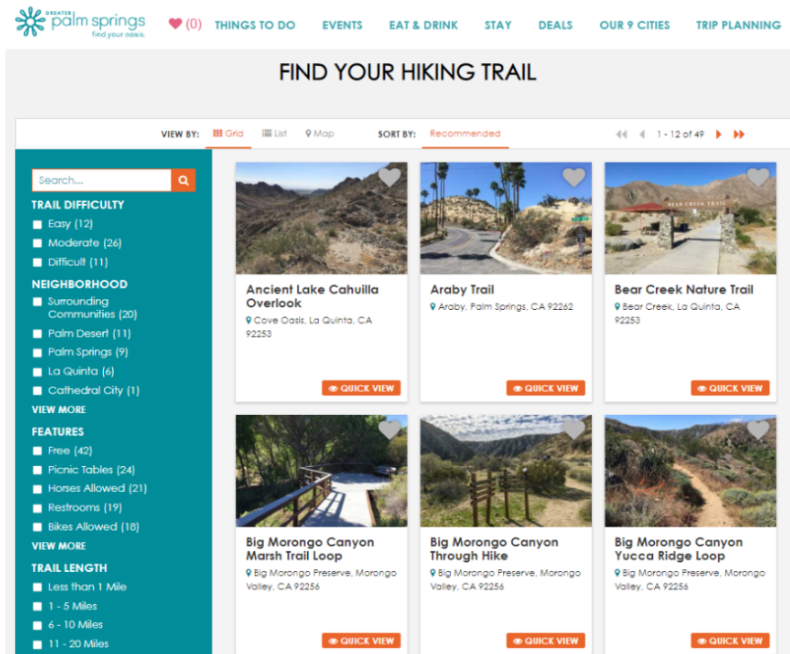 GREATER
palm springs
find your oasis.
(0)
THINGS TO DO
EVENTS
EAT & DRINK
STAY
DEALS
OUR 9 CITIES
TRIP PLANNING
FIND YOUR HIKING TRAIL
VIEW BY: Grid List Map SORT BY: Recommended 1 - 12 of 49
Search...
TRAIL DIFFICULTY
Easy (12)
Moderate (26)
Difficult (11)
NEIGHBORHOOD
Surrounding
Communities (20)
Palm Desert (11)
Palm Springs (9)
La Quinta (6)
Cathedral City (1)
VIEW MORE
FEATURES
Free (42)
Picnic Tables (24)
Horses Allowed (21)
Restrooms (19)
Bikes Allowed (18)
VIEW MORE
TRAIL LENGTH
Less than 1 Mile
1 - 5 Miles
6 - 10 Miles
11 - 20 Miles
Ancient Lake Cahuilla
Overlook
Cove Oasis, La Quinta, CA
92253
QUICK VIEW
Araby Trail
Araby, Palm Springs, CA 92262
QUICK VIEW
BEAR CREEK TRAIL
Bear Creek Nature Trail
Bear Creek, La Quinta, CA
92253
QUICK VIEW
Big Morongo Canyon
Marsh Trail Loop
Big Morongo Preserve, Morongo
Valley, CA 92256
QUICK VIEW
Big Morongo Canyon
Through Hike
Big Morongo Preserve, Morongo
Valley, CA 92256
QUICK VIEW
Big Morongo Canyon
Yucca Ridge Loop
Big Morongo Preserve, Morongo
Valley, CA 92256
QUICK VIEW